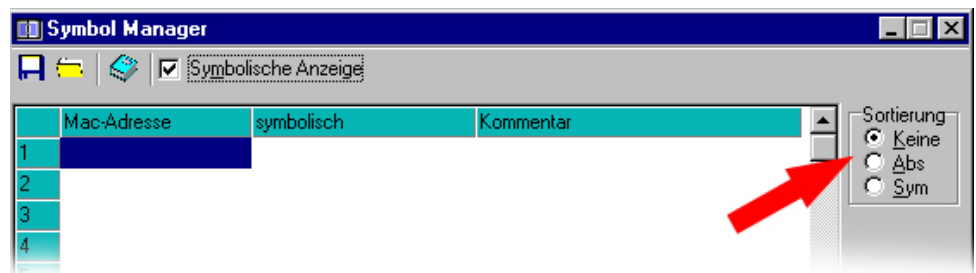 Symbol Manager
Symbolische Anzeige
Mac-Adresse symbolisch Kommentar
Sortierung
Keine
Abs
Sym
1
2
3
4